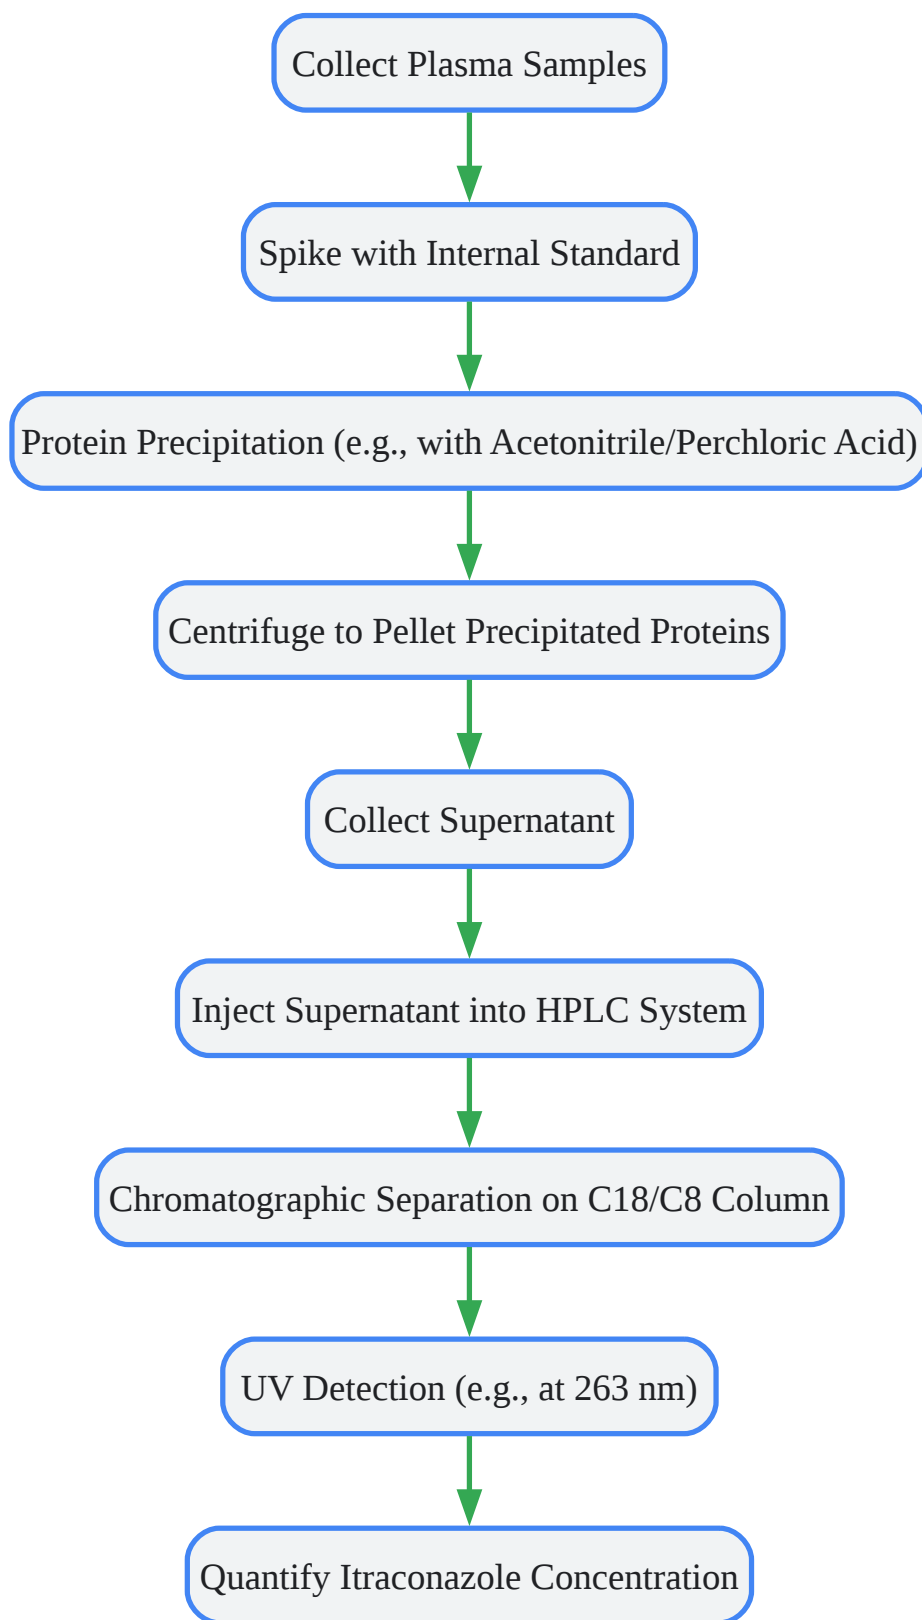 Collect Plasma Samples
Spike with Internal Standard
Protein Precipitation (e.g., with Acetonitrile/Perchloric Acid)
Centrifuge to Pellet Precipitated Proteins
Collect Supernatant
Inject Supernatant into HPLC System
Chromatographic Separation on C18/C8 Column
UV Detection (e.g., at 263 nm)
Quantify Itraconazole Concentration